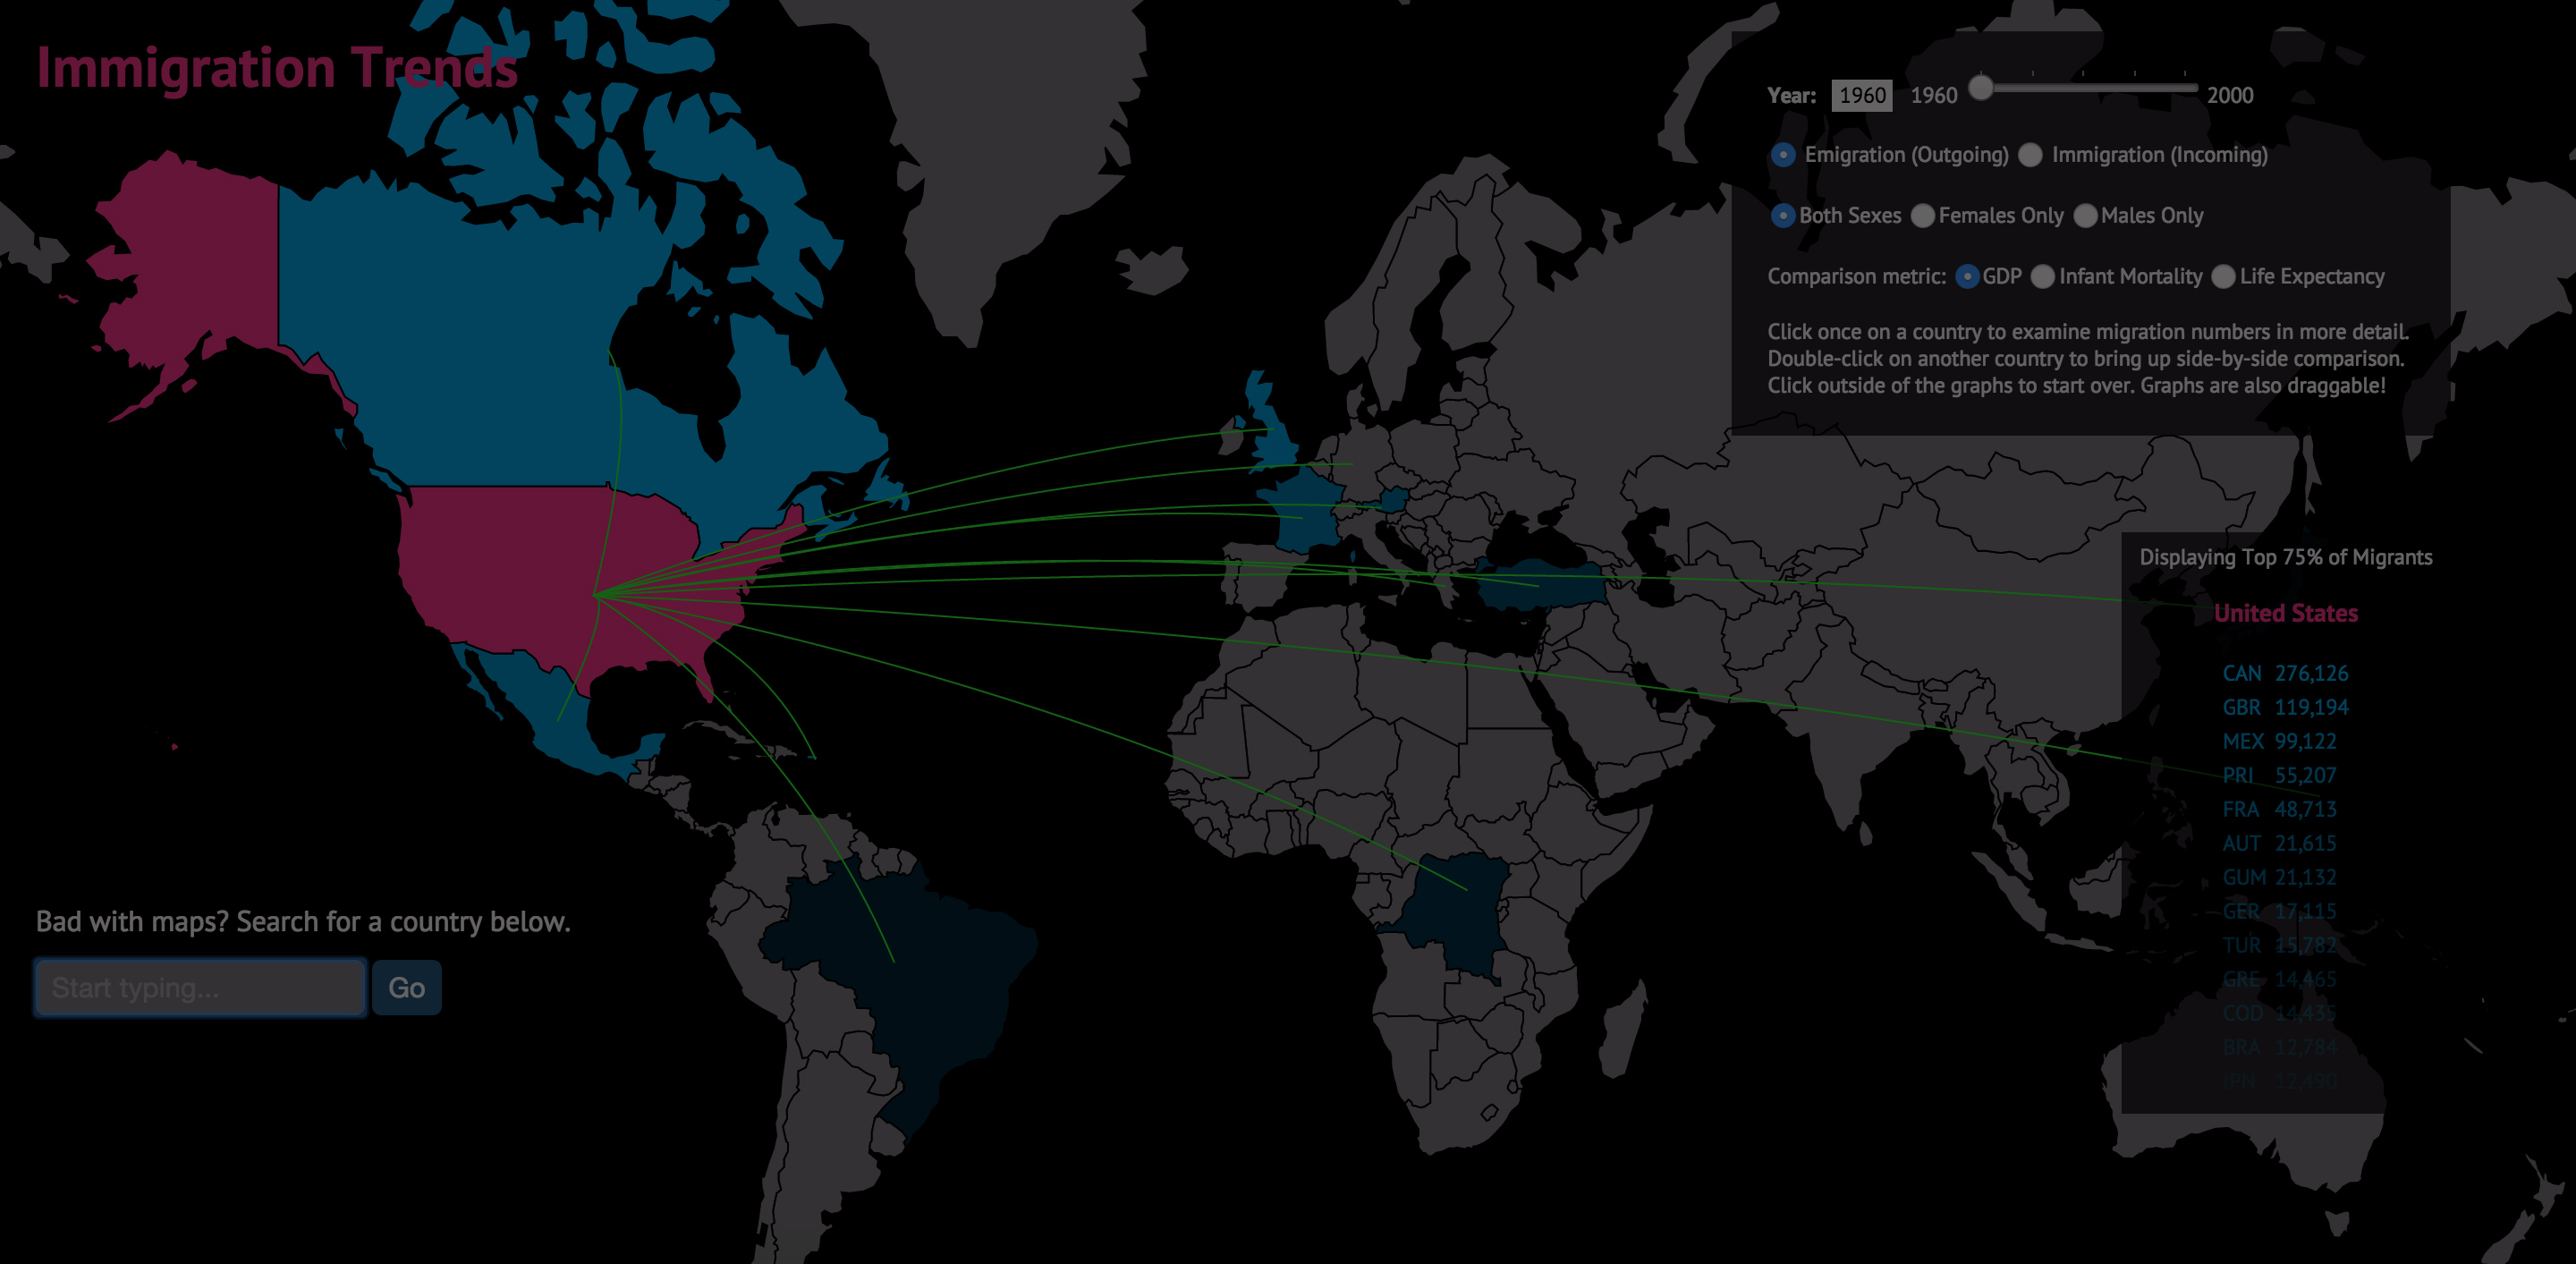 Immigration Trends
Year: 1960 1960 2000
Emigration (Outgoing) Immigration (Incoming)
Both Sexes Females Only Males Only
Comparison metric: GDP Infant Mortality Life Expectancy
Click once on a country to examine migration numbers in more detail.
Double-click on another country to bring up side-by-side comparison.
Click outside of the graphs to start over. Graphs are also draggable!
Displaying Top 75% of Migrants
United States
CAN 276,126
GBR 119,194
MEX 99,122
PRI 55,207
FRA 48,713
AUT 21,615
GUM 21,132
GER 17,115
TUR 15,782
GRE 14,465
COD 14,435
BRA 12,784
JPN 12,490
Bad with maps? Search for a country below.
Start typing...
Go